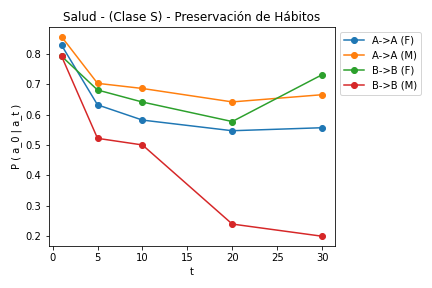 Salud - (Clase S) - Preservación de Hábitos
A->A (F)
A->A (M)
B->B (F)
B->B (M)
P ( a_0 | a_t )
0.8
0.7
0.6
0.5
0.4
0.3
0.2
0 5 10 15 20 25 30
t